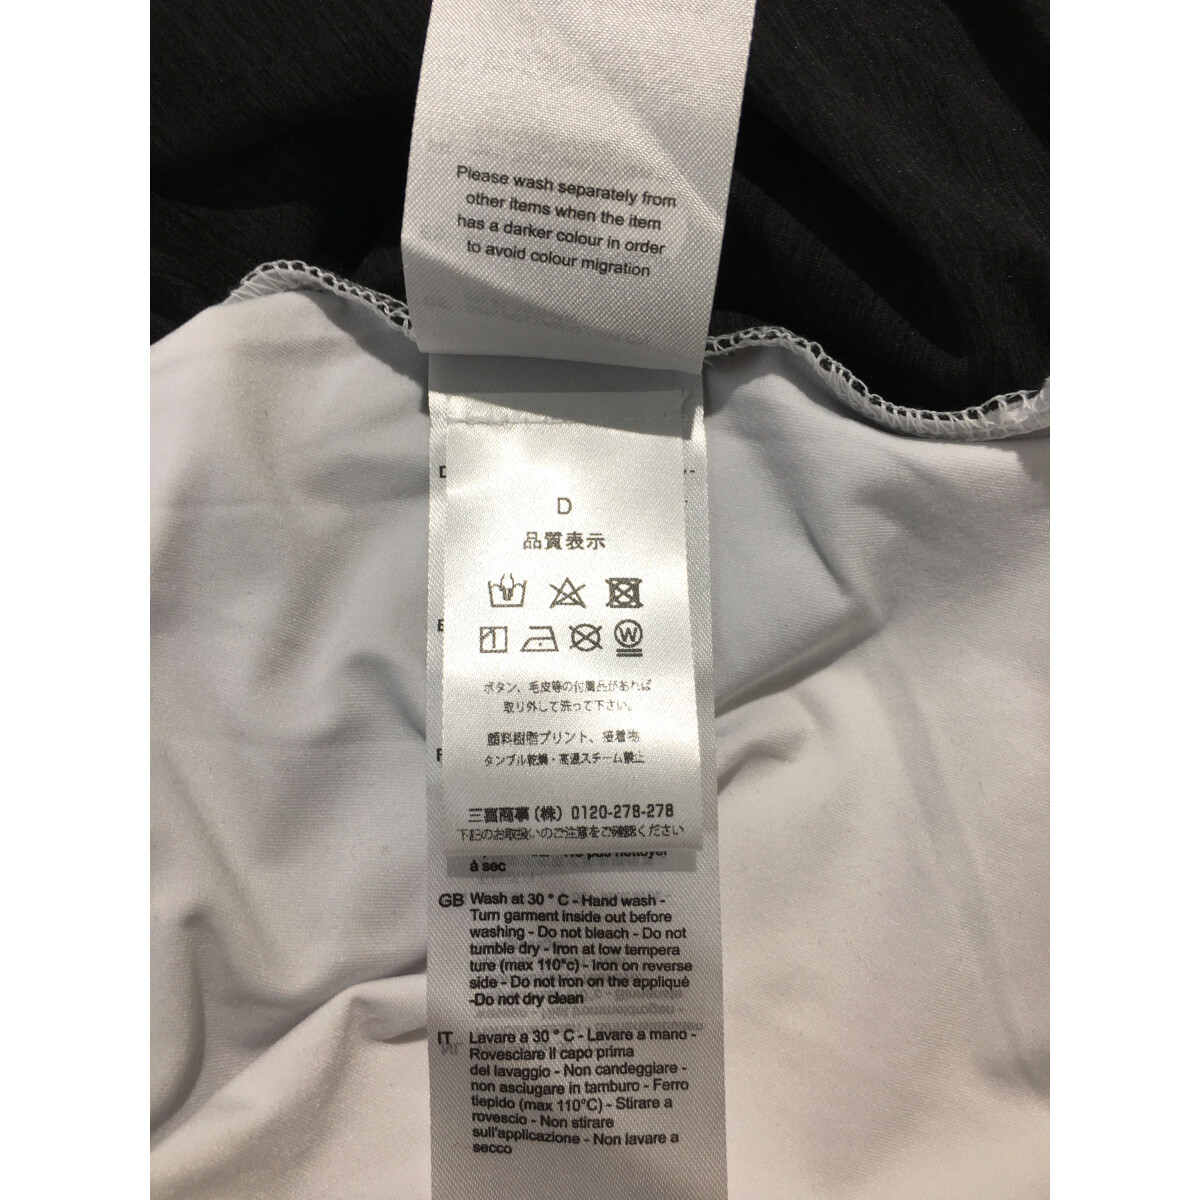 Please wash separately from
other items when the item
has a darker colour in order
to avoid colour migration
D
品質表示
ボタン、毛皮等の付属品があれば
取り外して洗って下さい。
顔料樹脂プリント、接着物
タンブル乾燥・高温スチーム禁止
三喜商事(株) 0120-278-278
下記のお取扱いのご注意をご確認ください
à sec
GB Wash at 30 ° C - Hand wash -
Turn garment inside out before
washing - Do not bleach - Do not
tumble dry - Iron at low tempera
ture (max 110°c) - Iron on reverse
side - Do not iron on the appliqué
-Do not dry clean
IT Lavare a 30 ° C - Lavare a mano -
Rovesciare il capo prima
del lavaggio - Non candeggiare -
non asciugare in tamburo - Ferro
tiepido (max 110°C) - Stirare a
rovescio - Non stirare
sull'applicazione - Non lavare a
secco